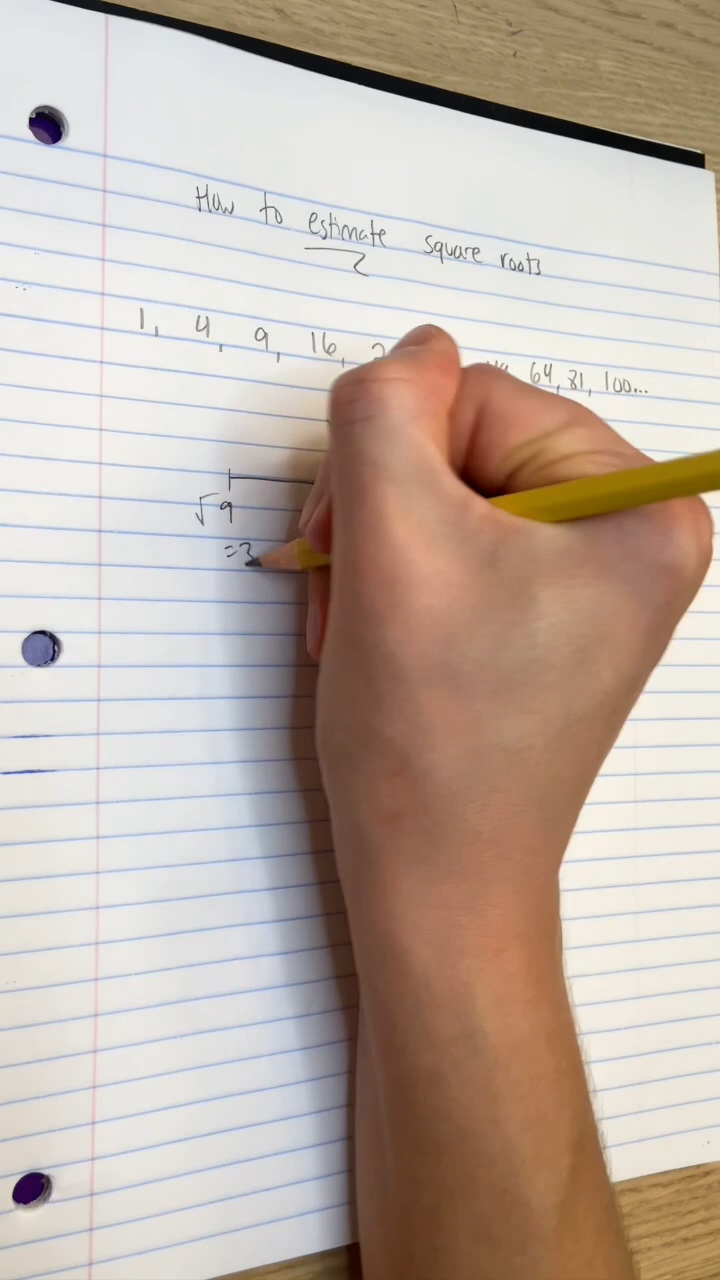 How to estimate square roots
1, 4, 9, 16, 64, 81, 100...
√9
=3